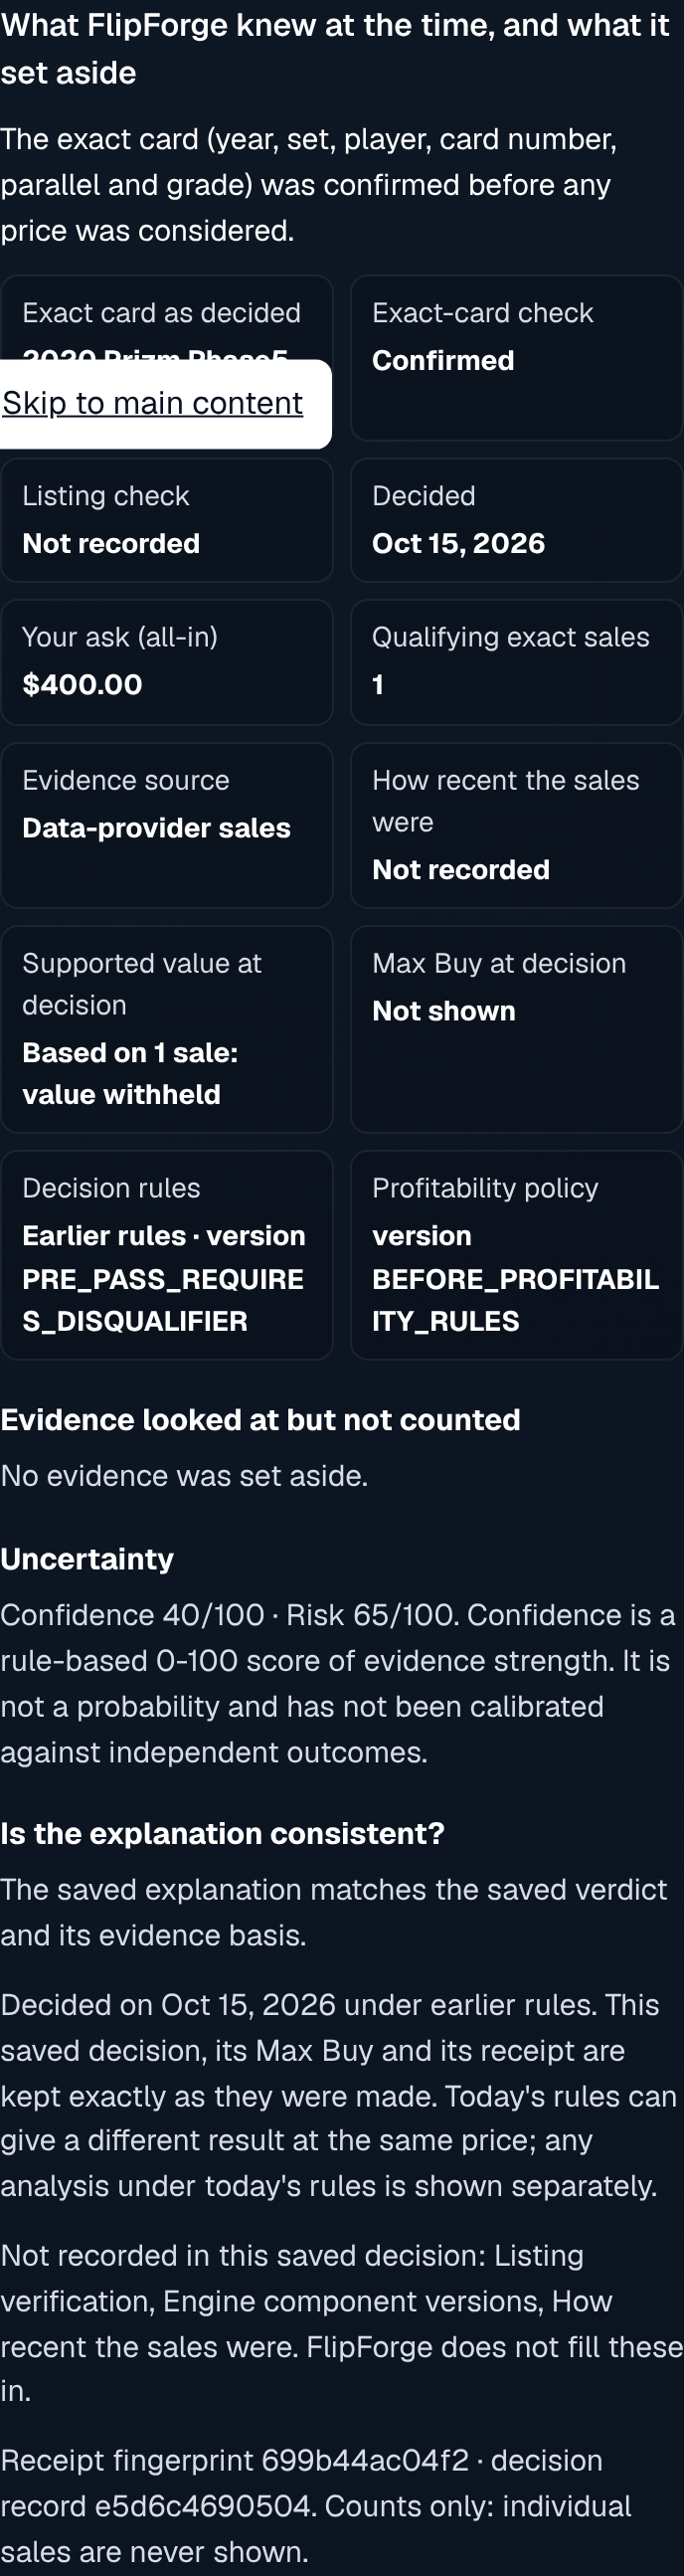 What FlipForge knew at the time, and what it
set aside
The exact card (year, set, player, card number,
parallel and grade) was confirmed before any
price was considered.
Exact card as decided
2020 Prizm Phase5
Skip to main content
Exact-card check
Confirmed
Listing check
Not recorded
Decided
Oct 15, 2026
Your ask (all-in)
$400.00
Qualifying exact sales
1
Evidence source
Data-provider sales
How recent the sales
were
Not recorded
Supported value at
decision
Based on 1 sale:
value withheld
Max Buy at decision
Not shown
Decision rules
Earlier rules · version
PRE_PASS_REQUIRE
S_DISQUALIFIER
Profitability policy
version
BEFORE_PROFITABIL
ITY_RULES
Evidence looked at but not counted
No evidence was set aside.
Uncertainty
Confidence 40/100 · Risk 65/100. Confidence is a
rule-based 0-100 score of evidence strength. It is
not a probability and has not been calibrated
against independent outcomes.
Is the explanation consistent?
The saved explanation matches the saved verdict
and its evidence basis.
Decided on Oct 15, 2026 under earlier rules. This
saved decision, its Max Buy and its receipt are
kept exactly as they were made. Today's rules can
give a different result at the same price; any
analysis under today's rules is shown separately.
Not recorded in this saved decision: Listing
verification, Engine component versions, How
recent the sales were. FlipForge does not fill these
in.
Receipt fingerprint 699b44ac04f2 · decision
record e5d6c4690504. Counts only: individual
sales are never shown.